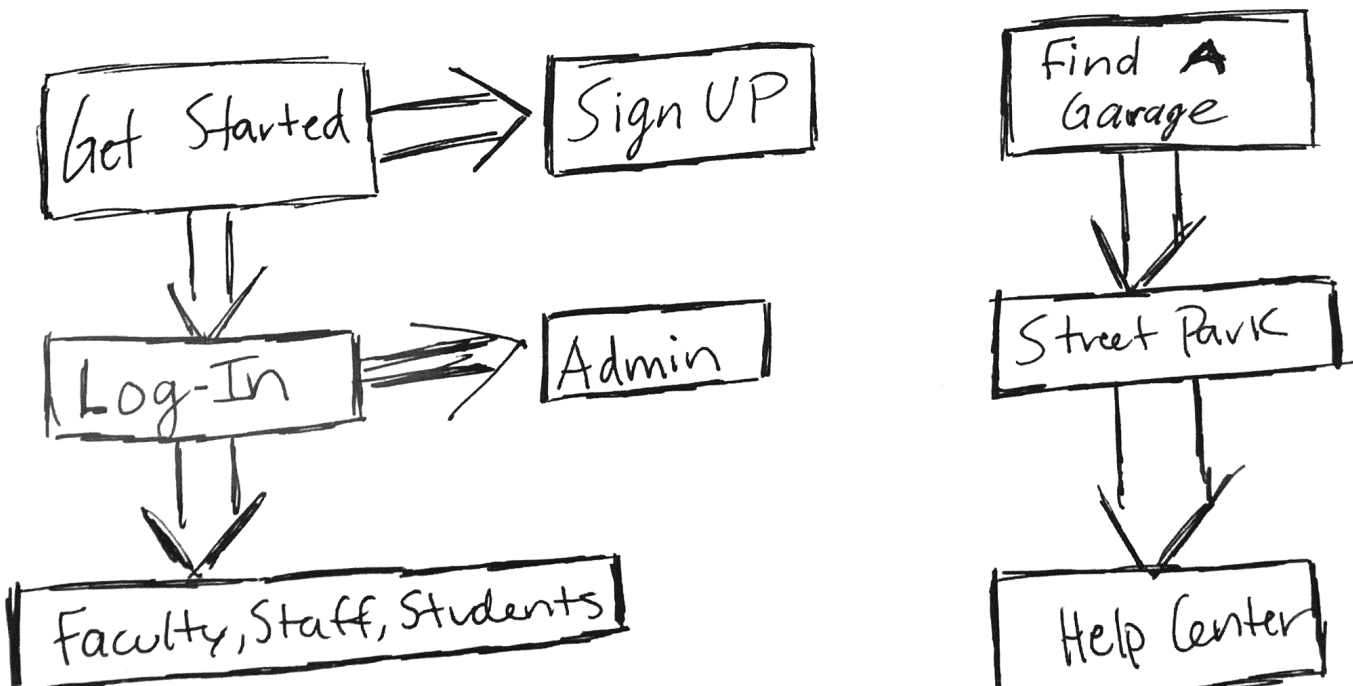 Get Started
Sign UP
Log-In
Admin
Faculty, Staff, Students
Find A
Garage
Street Park
Help Center